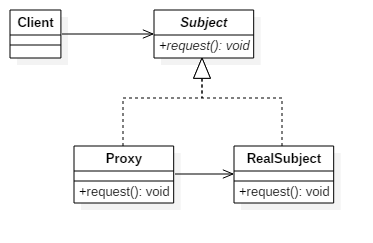 Client
Subject
+request(): void
Proxy
+request(): void
RealSubject
+request(): void